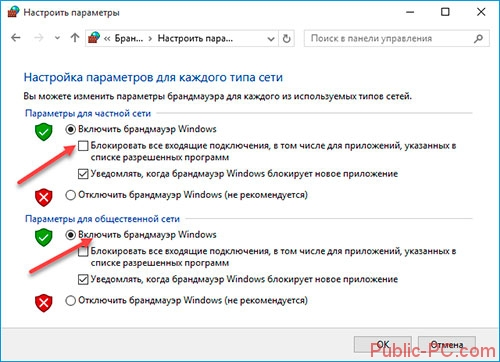 Настроить параметры
« Бран... › Настроить пара...
Поиск в панели управления
Настройка параметров для каждого типа сети
Вы можете изменить параметры брандмауэра для каждого из используемых типов сетей.
Параметры для частной сети
Включить брандмауэр Windows
Блокировать все входящие подключения, в том числе для приложений, указанных в
списке разрешенных программ
Уведомлять, когда брандмауэр Windows блокирует новое приложение
Отключить брандмауэр Windows (не рекомендуется)
Параметры для общественной сети
Включить брандмауэр Windows
Блокировать все входящие подключения, в том числе для приложений, указанных в
списке разрешенных программ
Уведомлять, когда брандмауэр Windows блокирует новое приложение
Отключить брандмауэр Windows (не рекомендуется)
OK
Отмена
Public-PC.com